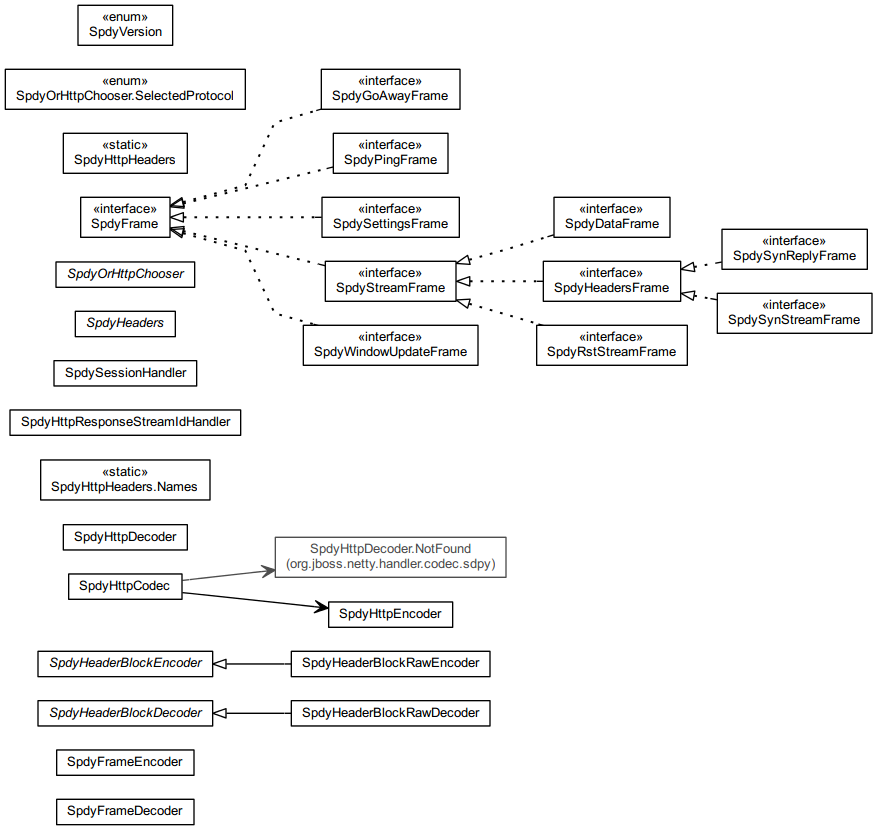 «enum»
SpdyVersion
«enum»
SpdyOrHttpChooser.SelectedProtocol
«interface»
SpdyGoAwayFrame
«static»
SpdyHttpHeaders
«interface»
SpdyPingFrame
«interface»
SpdyFrame
«interface»
SpdySettingsFrame
«interface»
SpdyDataFrame
«interface»
SpdySynReplyFrame
SpdyOrHttpChooser
«interface»
SpdyStreamFrame
«interface»
SpdyHeadersFrame
«interface»
SpdySynStreamFrame
SpdyHeaders
«interface»
SpdyWindowUpdateFrame
«interface»
SpdyRstStreamFrame
SpdySessionHandler
SpdyHttpResponseStreamIdHandler
«static»
SpdyHttpHeaders.Names
SpdyHttpDecoder
SpdyHttpDecoder.NotFound
(org.jboss.netty.handler.codec.sdpy)
SpdyHttpCodec
SpdyHttpEncoder
SpdyHeaderBlockEncoder
SpdyHeaderBlockRawEncoder
SpdyHeaderBlockDecoder
SpdyHeaderBlockRawDecoder
SpdyFrameEncoder
SpdyFrameDecoder